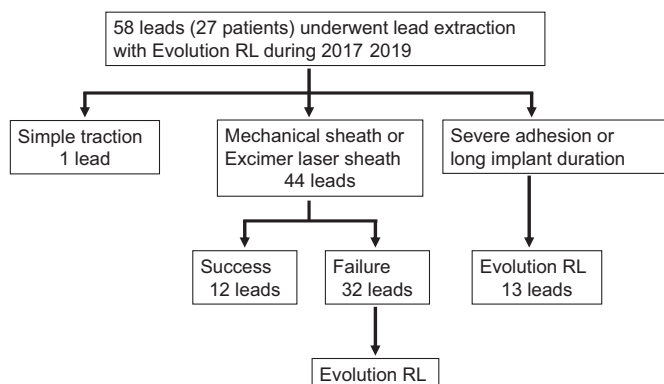 58 leads (27 patients) underwent lead extraction
with Evolution RL during 2017 2019
Simple traction
1 lead
Mechanical sheath or
Excimer laser sheath
44 leads
Severe adhesion or
long implant duration
Success
12 leads
Failure
32 leads
Evolution RL
13 leads
Evolution RL